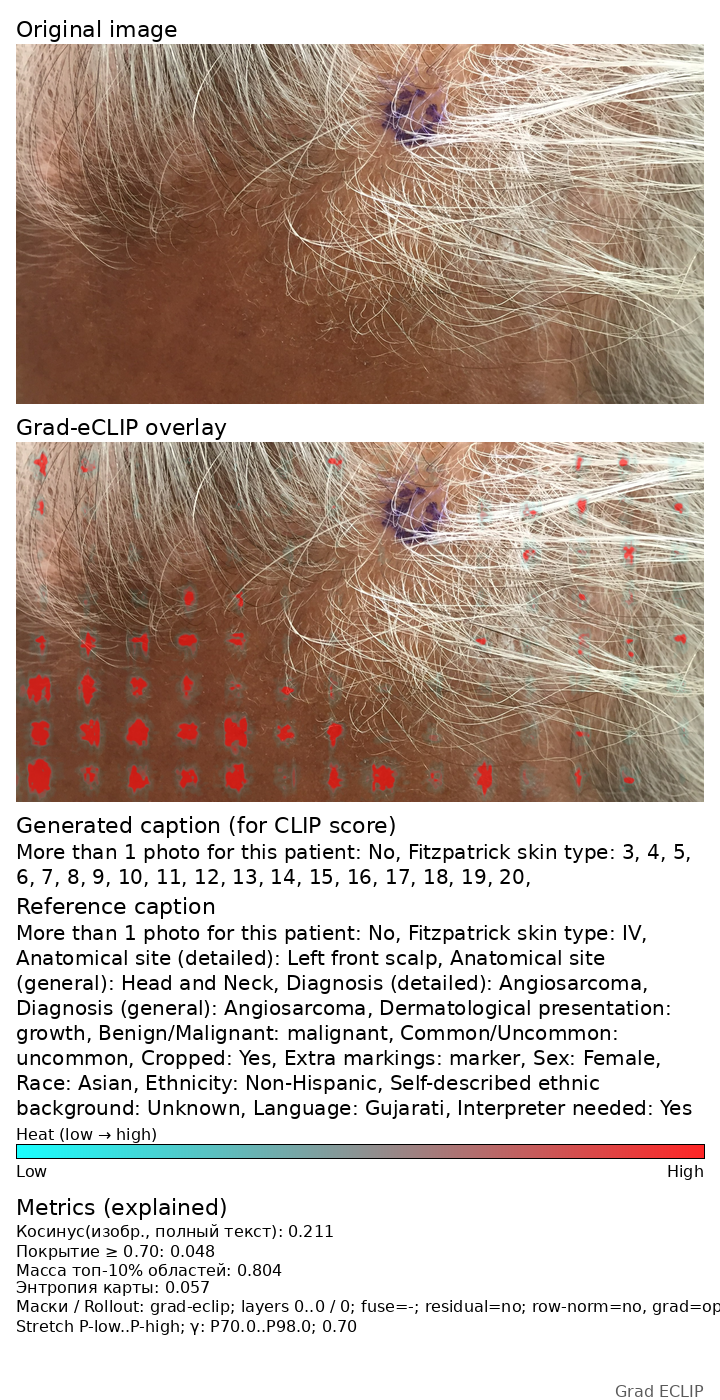 Original image
Grad-eCLIP overlay
Generated caption (for CLIP score)
More than 1 photo for this patient: No, Fitzpatrick skin type: 3, 4, 5,
6, 7, 8, 9, 10, 11, 12, 13, 14, 15, 16, 17, 18, 19, 20,
Reference caption
More than 1 photo for this patient: No, Fitzpatrick skin type: IV,
Anatomical site (detailed): Left front scalp, Anatomical site
(general): Head and Neck, Diagnosis (detailed): Angiosarcoma,
Diagnosis (general): Angiosarcoma, Dermatological presentation:
growth, Benign/Malignant: malignant, Common/Uncommon:
uncommon, Cropped: Yes, Extra markings: marker, Sex: Female,
Race: Asian, Ethnicity: Non-Hispanic, Self-described ethnic
background: Unknown, Language: Gujarati, Interpreter needed: Yes
Heat (low → high)
Low High
Metrics (explained)
Косинус(изобр., полный текст): 0.211
Покрытие ≥ 0.70: 0.048
Масса топ-10% областей: 0.804
Энтропия карты: 0.057
Маски / Rollout: grad-eclip; layers 0..0 / 0; fuse=-; residual=no; row-norm=no, grad=op
Stretch P-low..P-high; γ: P70.0..P98.0; 0.70
Grad ECLIP